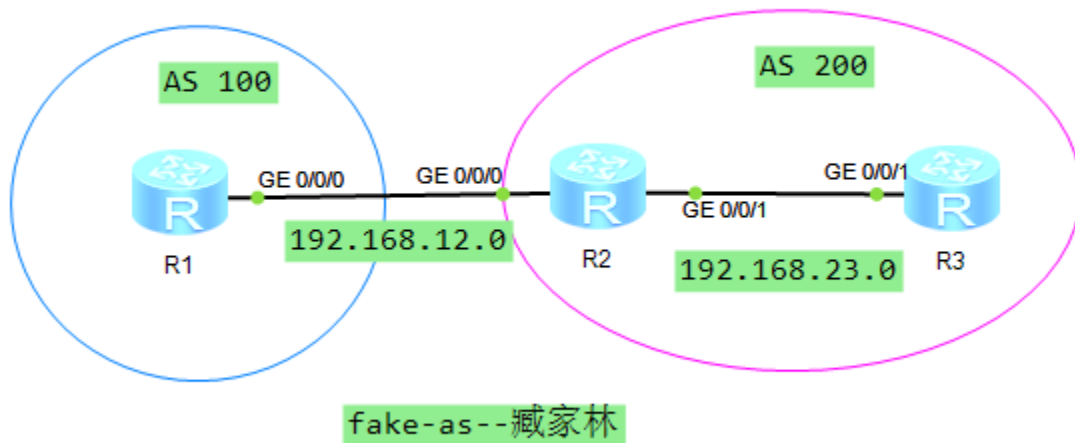 AS 100
AS 200
GE 0/0/0
GE 0/0/0
GE 0/0/1
GE 0/0/1
R
R
R
192.168.12.0
192.168.23.0
R1
R2
R3
fake-as--臧家林